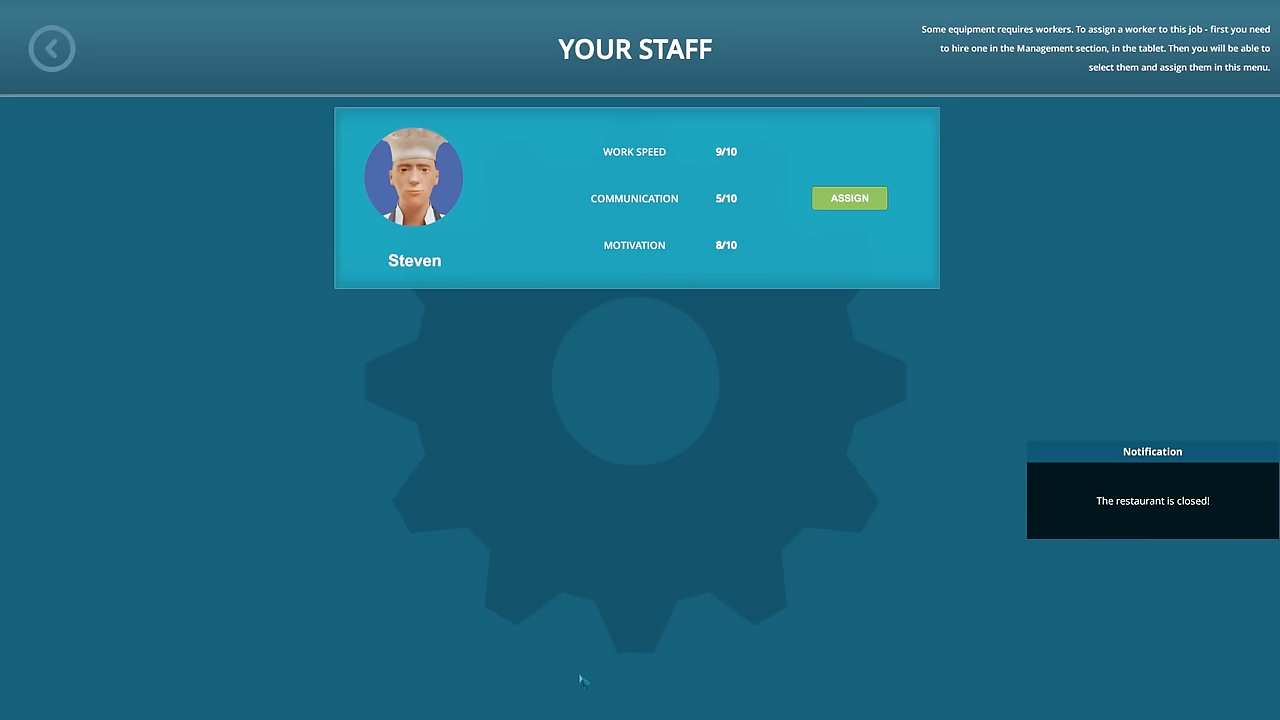 YOUR STAFF
Some equipment requires workers. To assign a worker to this job - first you need
to hire one in the Management section, in the tablet. Then you will be able to
select them and assign them in this menu.
WORK SPEED 9/10
COMMUNICATION 5/10
ASSIGN
MOTIVATION 8/10
Steven
Notification
The restaurant is closed!